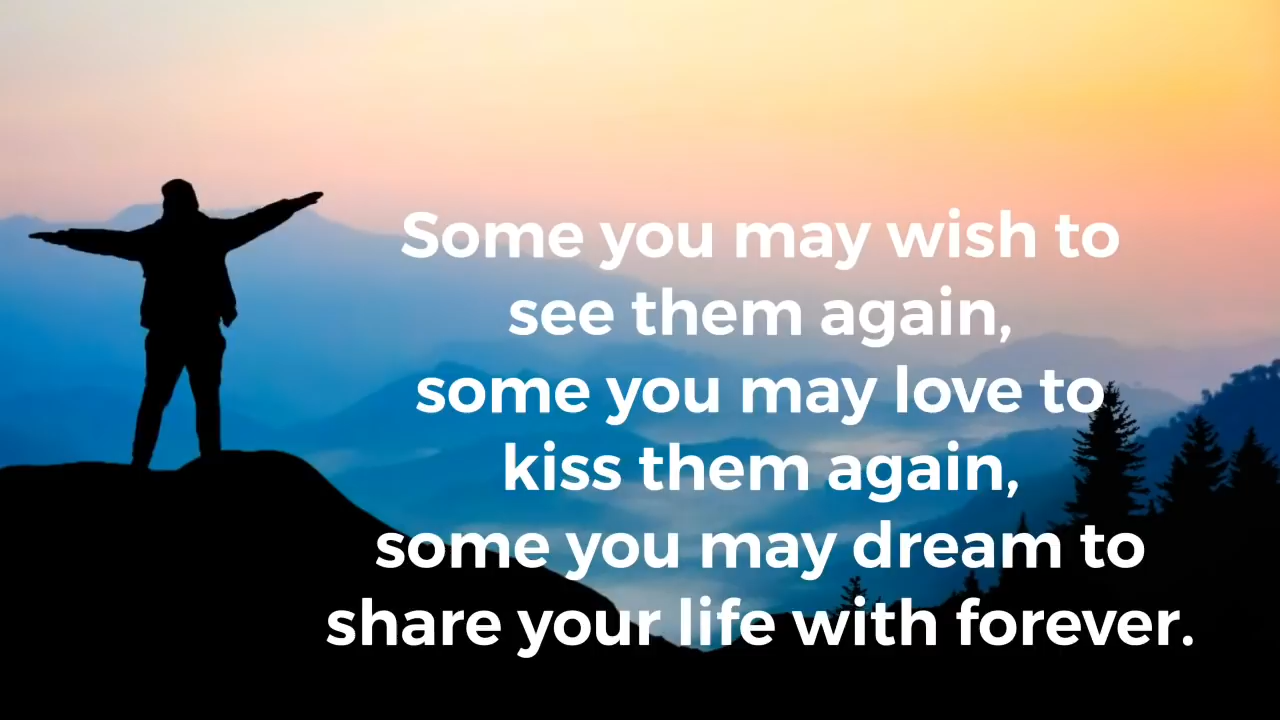 Some you may wish to
see them again,
some you may love to
kiss them again,
some you may dream to
share your life with forever.